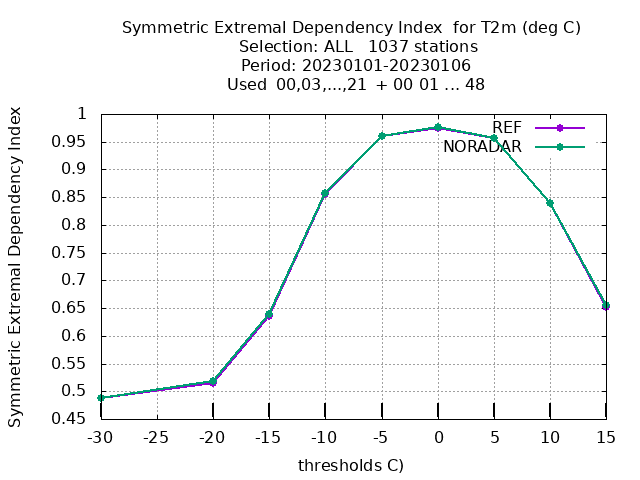 Symmetric Extremal Dependency Index  for T2m (deg C)
Selection: ALL   1037 stations
Period: 20230101-20230106
Used  00,03,...,21  + 00 01 ... 48
Symmetric Extremal Dependency Index
1
0.95
0.9
0.85
0.8
0.75
0.7
0.65
0.6
0.55
0.5
0.45
REF
NORADAR
-30 -25 -20 -15 -10 -5 0 5 10 15
thresholds C)